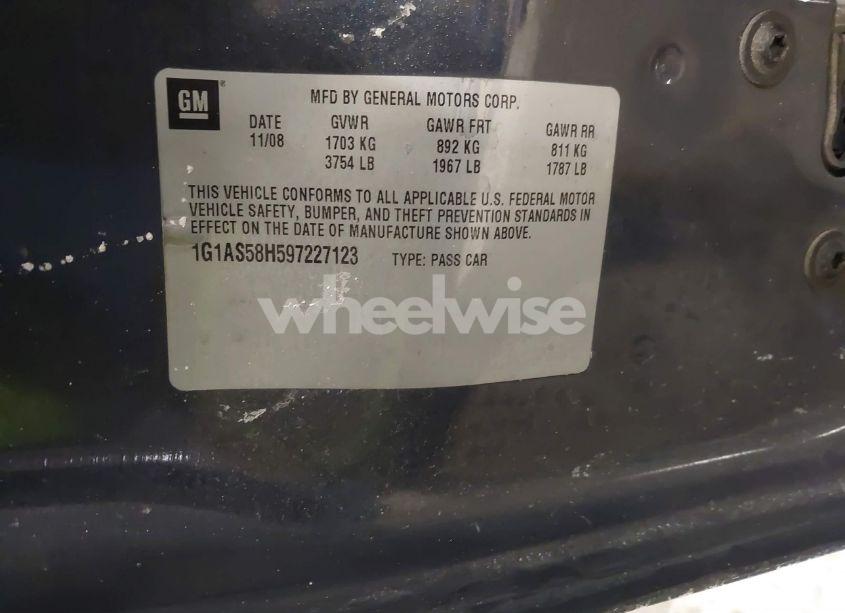 GM
MFD BY GENERAL MOTORS CORP.
DATE GVWR GAWR FRT GAWR RR
11/08 1703 KG 892 KG 811 KG
3754 LB 1967 LB 1787 LB
THIS VEHICLE CONFORMS TO ALL APPLICABLE U.S. FEDERAL MOTOR
VEHICLE SAFETY, BUMPER, AND THEFT PREVENTION STANDARDS IN
EFFECT ON THE DATE OF MANUFACTURE SHOWN ABOVE.
1G1AS58H597227123 TYPE: PASS CAR
wheelwise